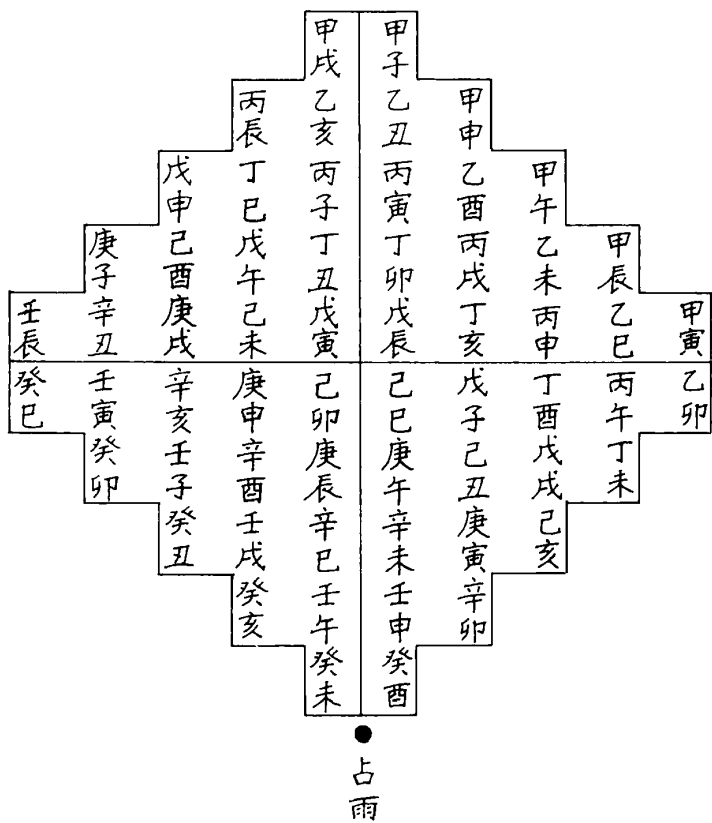 甲寅乙卯
甲辰乙巳丙午丁未
甲午乙未丙申丁酉戊戌己亥
甲申乙酉丙戌丁亥戊子己丑庚寅辛卯
甲子乙丑丙寅丁卯戊辰己巳庚午辛未壬申癸酉
甲戌乙亥丙子丁丑戊寅己卯庚辰辛巳壬午癸未
丙辰丁巳戊午己未庚申辛酉壬戌癸亥
戊申己酉庚戌辛亥壬子癸丑
庚子辛丑壬寅癸卯
壬辰癸巳
占雨